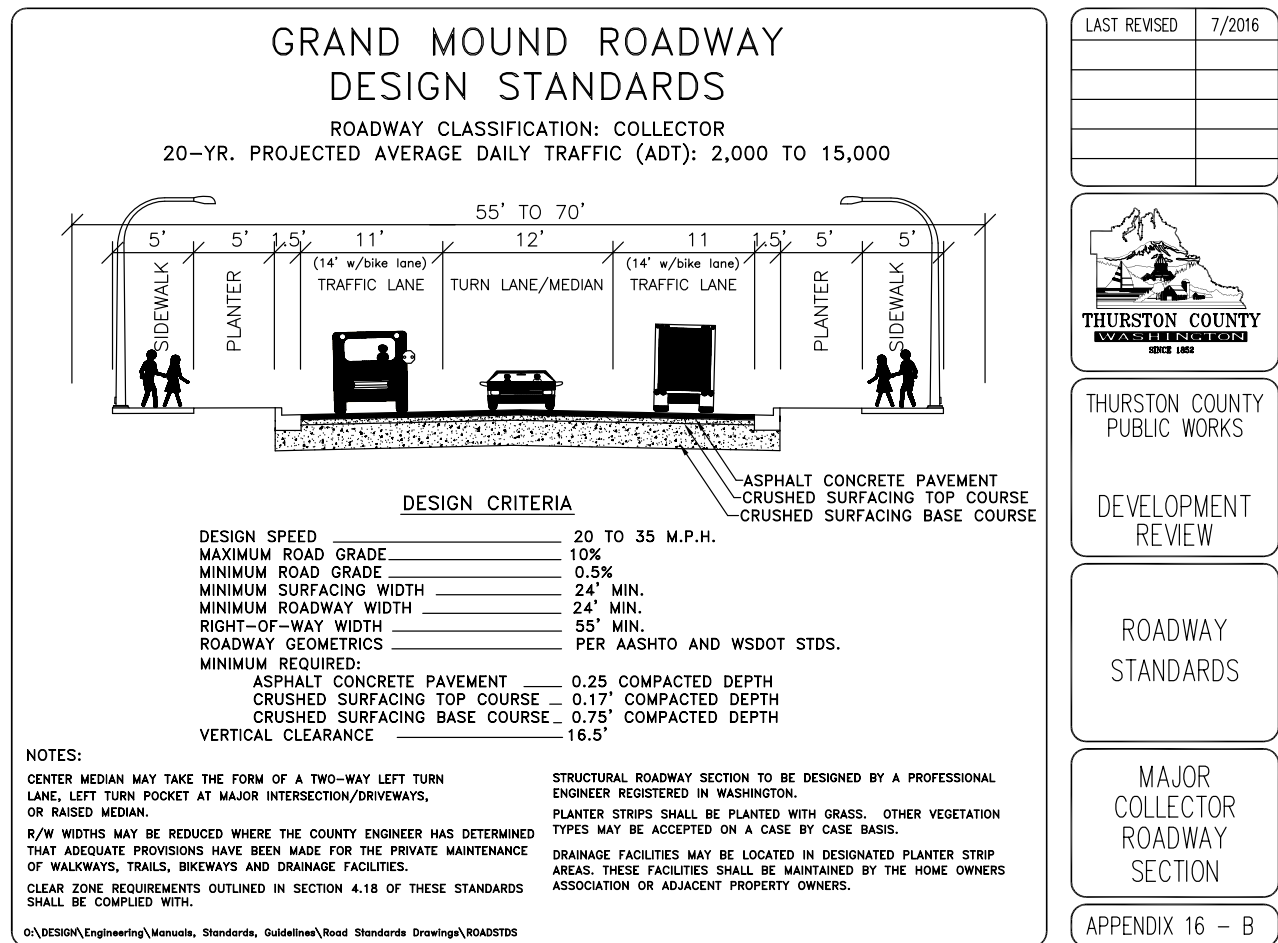 GRAND MOUND ROADWAY
DESIGN STANDARDS
ROADWAY CLASSIFICATION: COLLECTOR
20-YR. PROJECTED AVERAGE DAILY TRAFFIC (ADT): 2,000 TO 15,000
55' TO 70'
5' 5' 1.5' 11' 12' 11 1.5' 5' 5'
(14' w/bike lane) (14' w/bike lane)
SIDEWALK PLANTER TRAFFIC LANE TURN LANE/MEDIAN TRAFFIC LANE PLANTER SIDEWALK
ASPHALT CONCRETE PAVEMENT
CRUSHED SURFACING TOP COURSE
CRUSHED SURFACING BASE COURSE
DESIGN CRITERIA
DESIGN SPEED 20 TO 35 M.P.H.
MAXIMUM ROAD GRADE 10%
MINIMUM ROAD GRADE 0.5%
MINIMUM SURFACING WIDTH 24' MIN.
MINIMUM ROADWAY WIDTH 24' MIN.
RIGHT-OF-WAY WIDTH 55' MIN.
ROADWAY GEOMETRICS PER AASHTO AND WSDOT STDS.
MINIMUM REQUIRED:
ASPHALT CONCRETE PAVEMENT 0.25 COMPACTED DEPTH
CRUSHED SURFACING TOP COURSE 0.17' COMPACTED DEPTH
CRUSHED SURFACING BASE COURSE 0.75' COMPACTED DEPTH
VERTICAL CLEARANCE 16.5'
NOTES:
CENTER MEDIAN MAY TAKE THE FORM OF A TWO-WAY LEFT TURN
LANE, LEFT TURN POCKET AT MAJOR INTERSECTION/DRIVEWAYS,
OR RAISED MEDIAN.
R/W WIDTHS MAY BE REDUCED WHERE THE COUNTY ENGINEER HAS DETERMINED
THAT ADEQUATE PROVISIONS HAVE BEEN MADE FOR THE PRIVATE MAINTENANCE
OF WALKWAYS, TRAILS, BIKEWAYS AND DRAINAGE FACILITIES.
CLEAR ZONE REQUIREMENTS OUTLINED IN SECTION 4.18 OF THESE STANDARDS
SHALL BE COMPLIED WITH.
STRUCTURAL ROADWAY SECTION TO BE DESIGNED BY A PROFESSIONAL
ENGINEER REGISTERED IN WASHINGTON.
PLANTER STRIPS SHALL BE PLANTED WITH GRASS. OTHER VEGETATION
TYPES MAY BE ACCEPTED ON A CASE BY CASE BASIS.
DRAINAGE FACILITIES MAY BE LOCATED IN DESIGNATED PLANTER STRIP
AREAS. THESE FACILITIES SHALL BE MAINTAINED BY THE HOME OWNERS
ASSOCIATION OR ADJACENT PROPERTY OWNERS.
O:\DESIGN\Engineering\Manuals, Standards, Guidelines\Road Standards Drawings\ROADSTDS
LAST REVISED 7/2016
THURSTON COUNTY
WASHINGTON
SINCE 1852
THURSTON COUNTY
PUBLIC WORKS
DEVELOPMENT
REVIEW
ROADWAY
STANDARDS
MAJOR
COLLECTOR
ROADWAY
SECTION
APPENDIX 16 - B